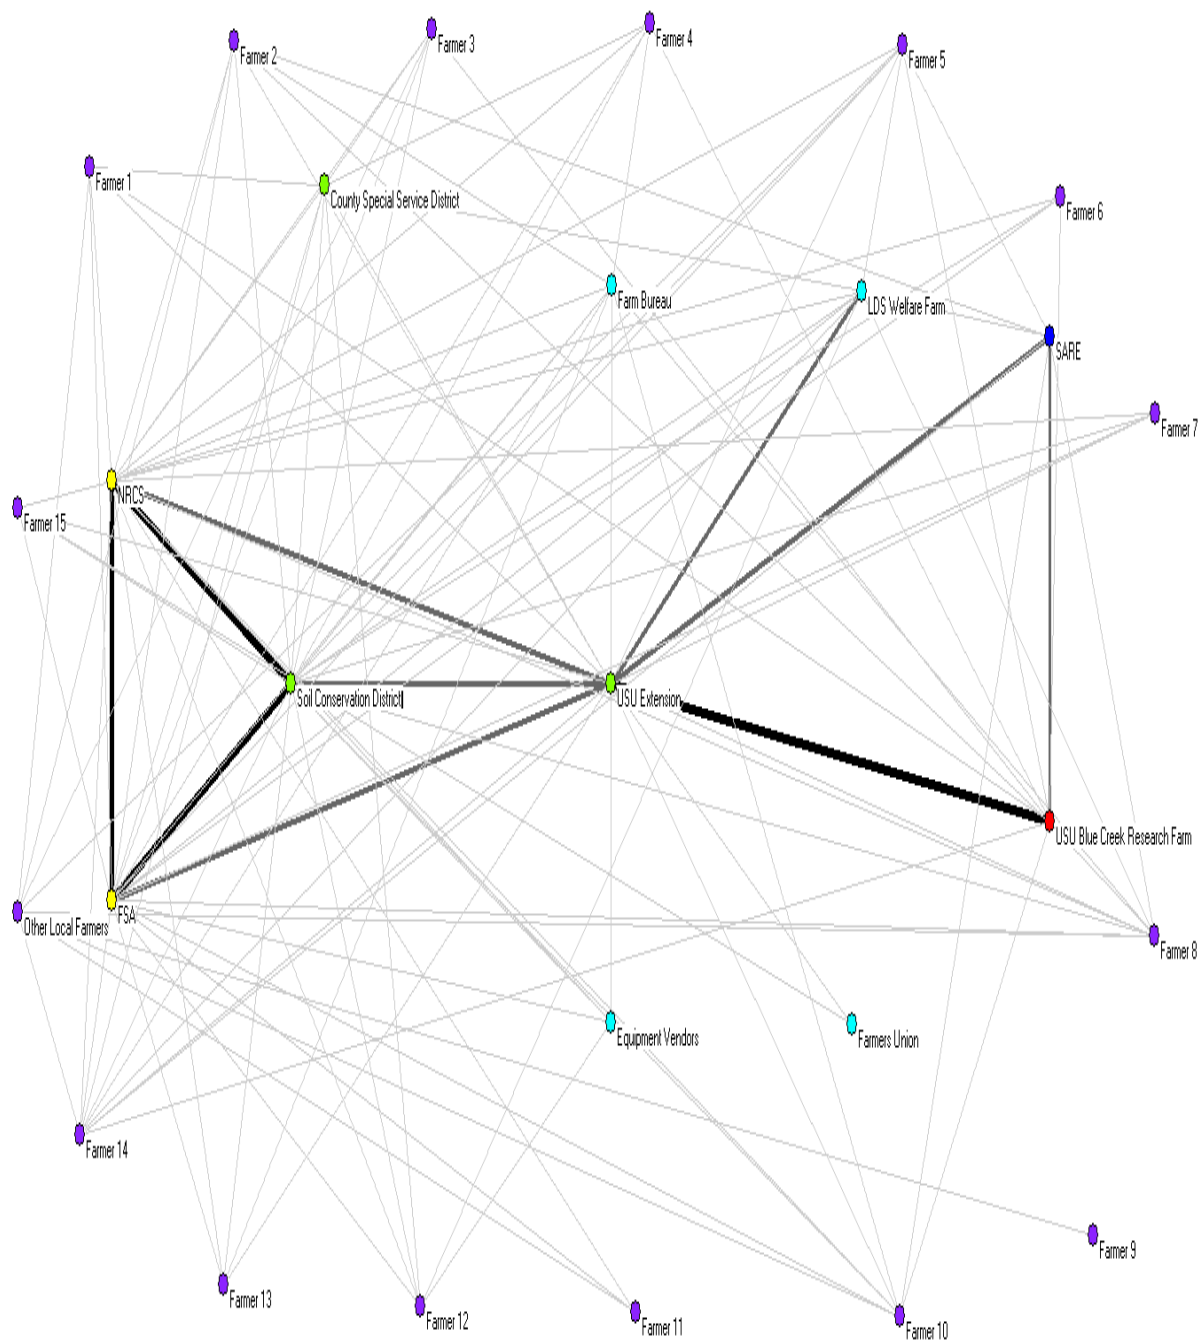 Farmer 4
Farmer 3
Farmer 2
Farmer 5
Farmer 1
County Special Service District
Farmer 6
Farm Bureau
LDS Welfare Farm
SARE
Farmer 7
NRCS
Farmer 15
Soil Conservation District
USU Extension
USU Blue Creek Research Farm
FSA
Other Local Farmers
Farmer 8
Equipment Vendors
Farmers Union
Farmer 14
Farmer 9
Farmer 13
Farmer 12
Farmer 11
Farmer 10